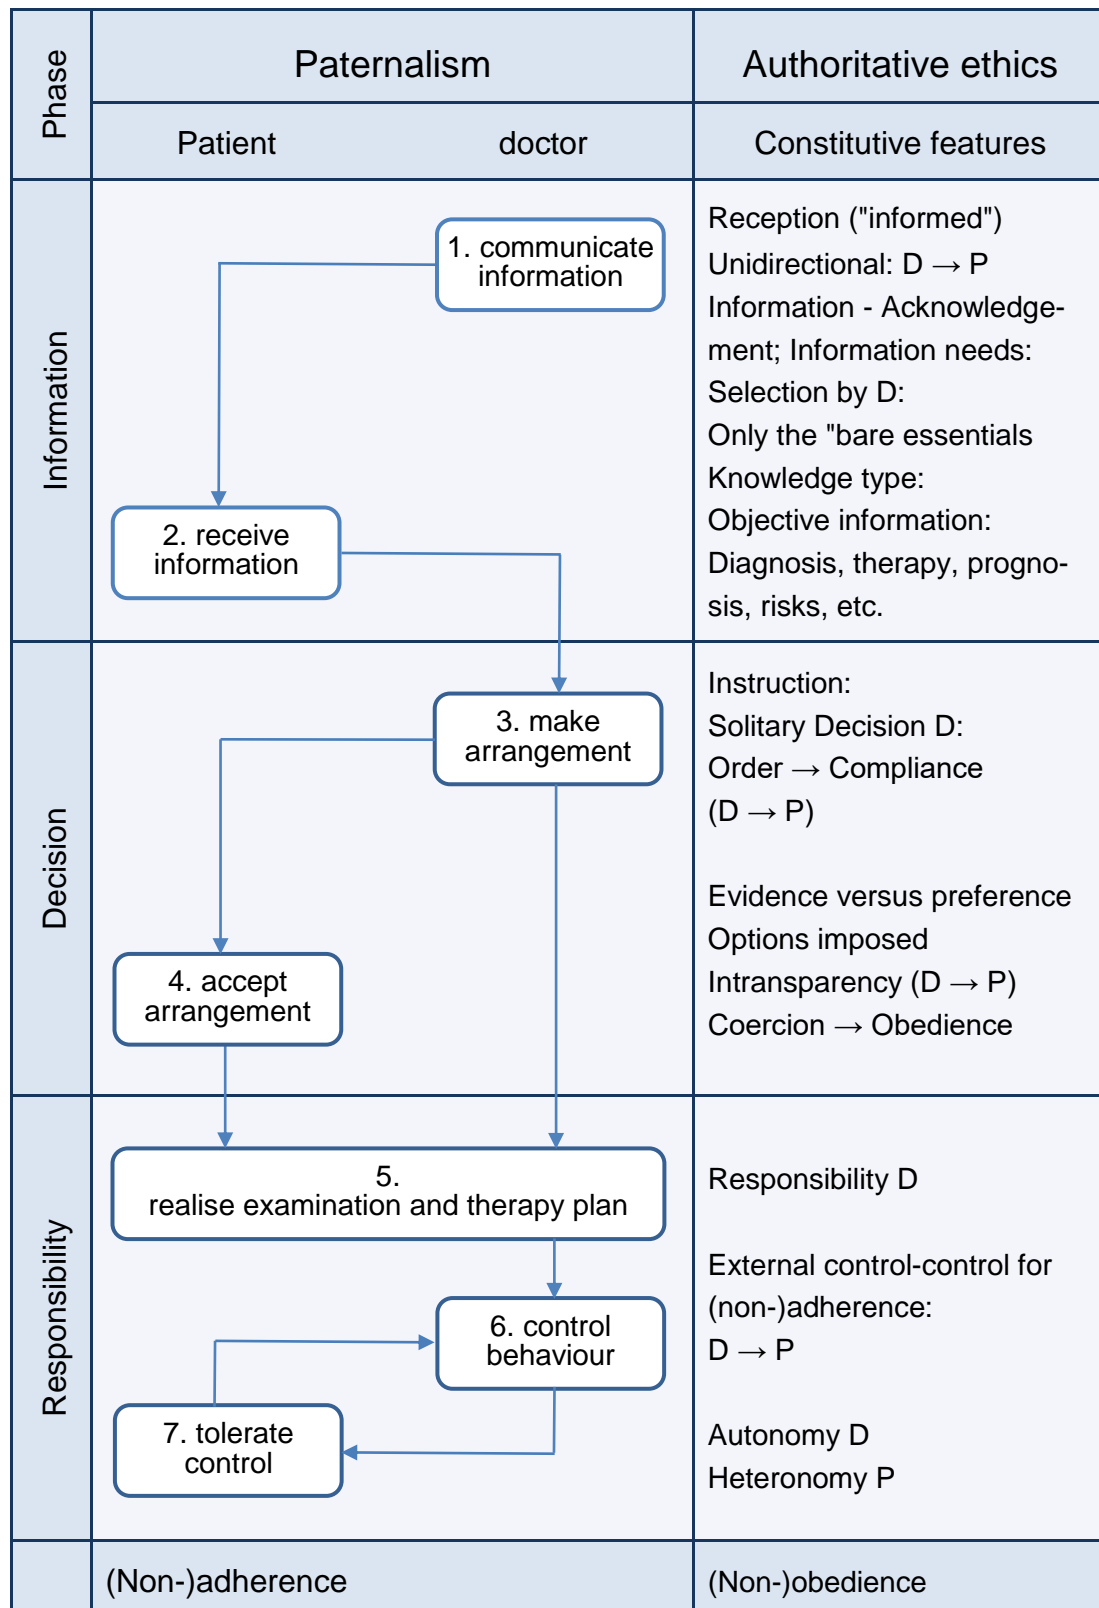 Phase
Paternalism
Authoritative ethics
Patient
doctor
Constitutive features
Information
1. communicate
information
2. receive
information
Reception ("informed")
Unidirectional: D → P
Information - Acknowledge-
ment; Information needs:
Selection by D:
Only the "bare essentials
Knowledge type:
Objective information:
Diagnosis, therapy, progno-
sis, risks, etc.
Decision
3. make
arrangement
4. accept
arrangement
Instruction:
Solitary Decision D:
Order → Compliance
(D → P)
Evidence versus preference
Options imposed
Intransparency (D → P)
Coercion → Obedience
Responsibility
5.
realise examination and therapy plan
6. control
behaviour
7. tolerate
control
Responsibility D
External control-control for
(non-)adherence:
D → P
Autonomy D
Heteronomy P
(Non-)adherence
(Non-)obedience